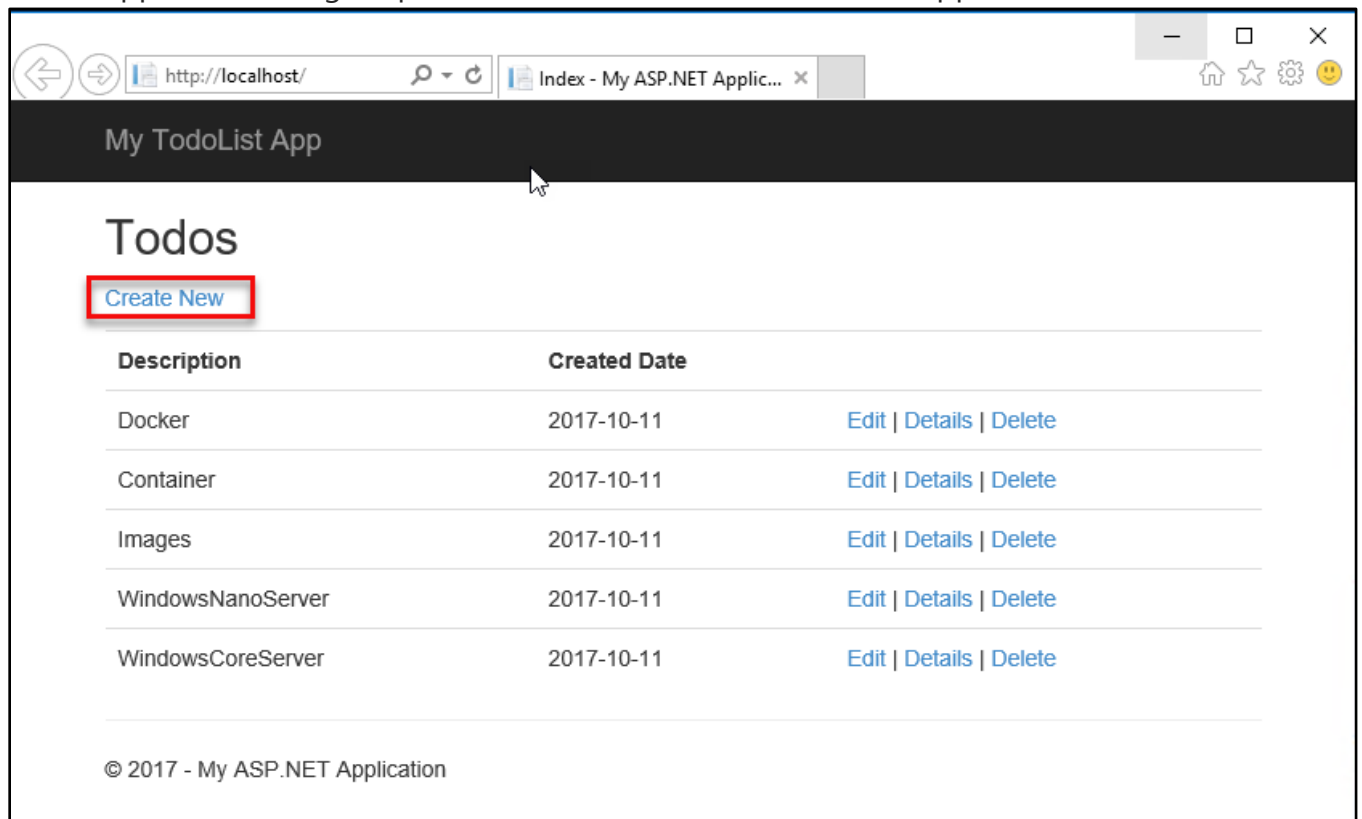 http://localhost/
Index - My ASP.NET Applic...
My TodoList App
Todos
Create New
Description Created Date
Docker 2017-10-11 Edit | Details | Delete
Container 2017-10-11 Edit | Details | Delete
Images 2017-10-11 Edit | Details | Delete
WindowsNanoServer 2017-10-11 Edit | Details | Delete
WindowsCoreServer 2017-10-11 Edit | Details | Delete
© 2017 - My ASP.NET Application